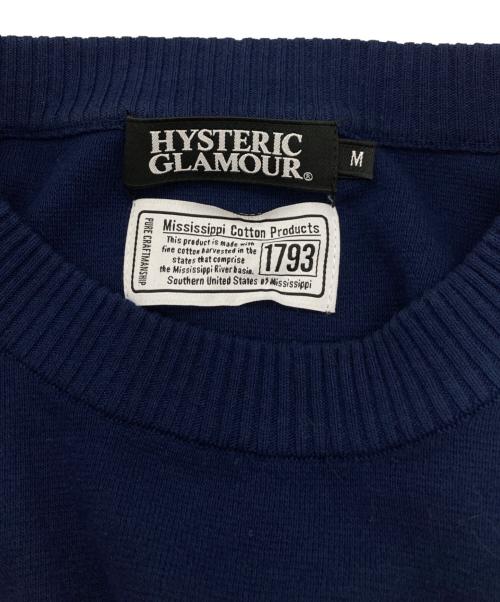 HYSTERIC
GLAMOUR®
M
PURE CRAFTMANSHIP
Mississippi Cotton Products
This product is made with
fine cotton harvested in the
states that comprise
the Mississippi River basin.
1793
Southern United States of Mississippi